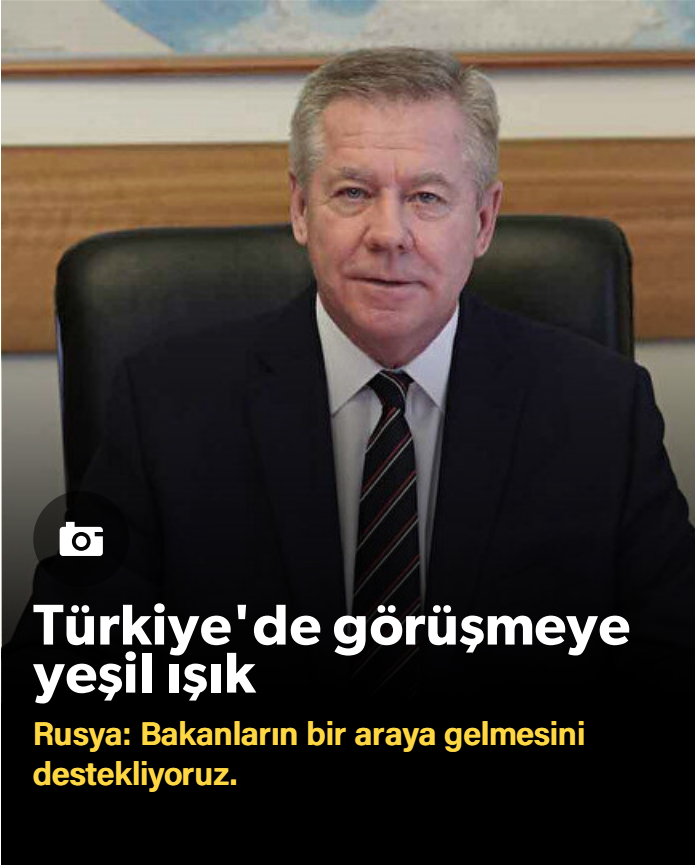 Türkiye'de görüşmeye
yeşil ışık
Rusya: Bakanların bir araya gelmesini
destekliyoruz.